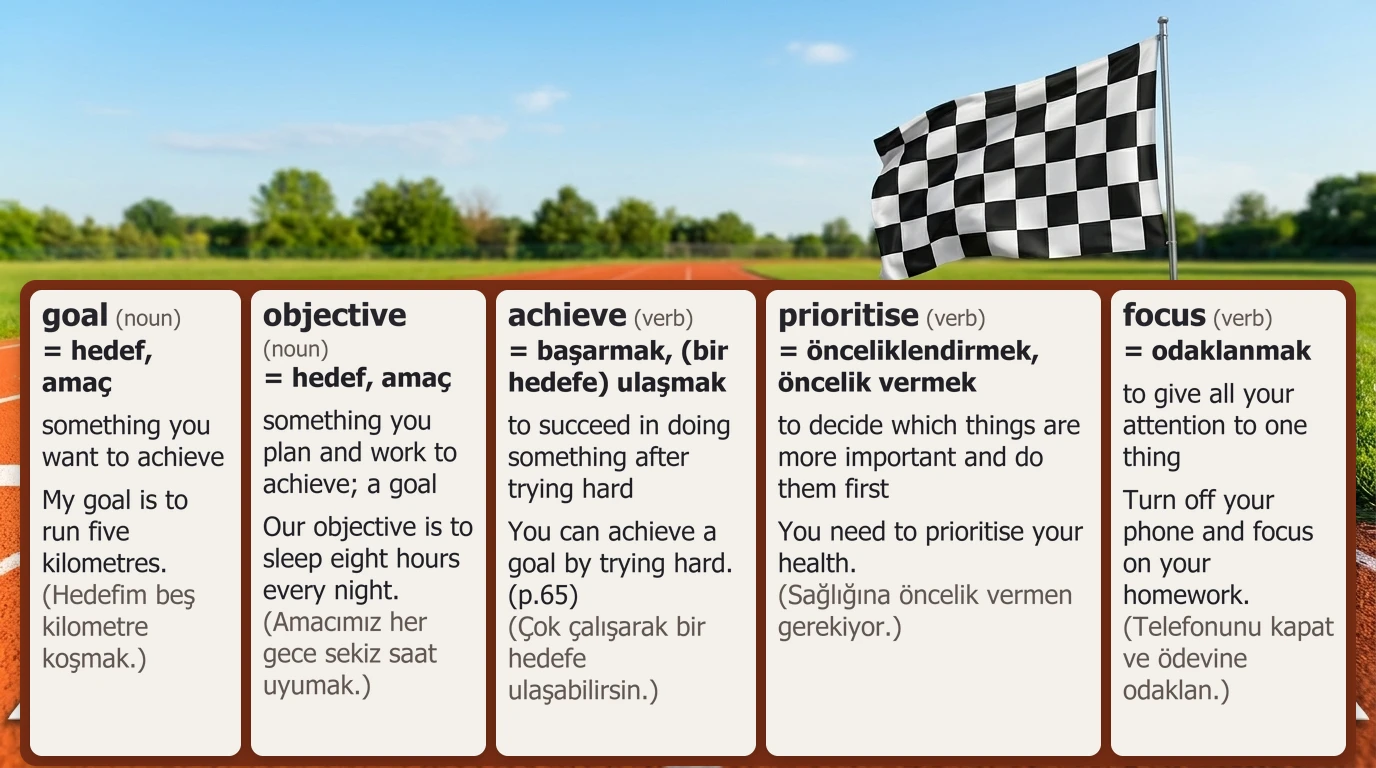 goal (noun)
= hedef,
amaç
something you
want to achieve
My goal is to
run five
kilometres.
(Hedefim beş
kilometre
koşmak.)
objective
(noun)
= hedef, amaç
something you
plan and work to
achieve; a goal
Our objective is to
sleep eight hours
every night.
(Amacımız her
gece sekiz saat
uyumak.)
achieve (verb)
= başarmak, (bir
hedefe) ulaşmak
to succeed in doing
something after
trying hard
You can achieve a
goal by trying hard.
(p.65)
(Çok çalışarak bir
hedefe
ulaşabilirsin.)
prioritise (verb)
= önceliklendirmek,
öncelik vermek
to decide which things are
more important and do
them first
You need to prioritise your
health.
(Sağlığına öncelik vermen
gerekiyor.)
focus (verb)
= odaklanmak
to give all your
attention to one
thing
Turn off your
phone and focus
on your
homework.
(Telefonunu kapat
ve ödevine
odaklan.)